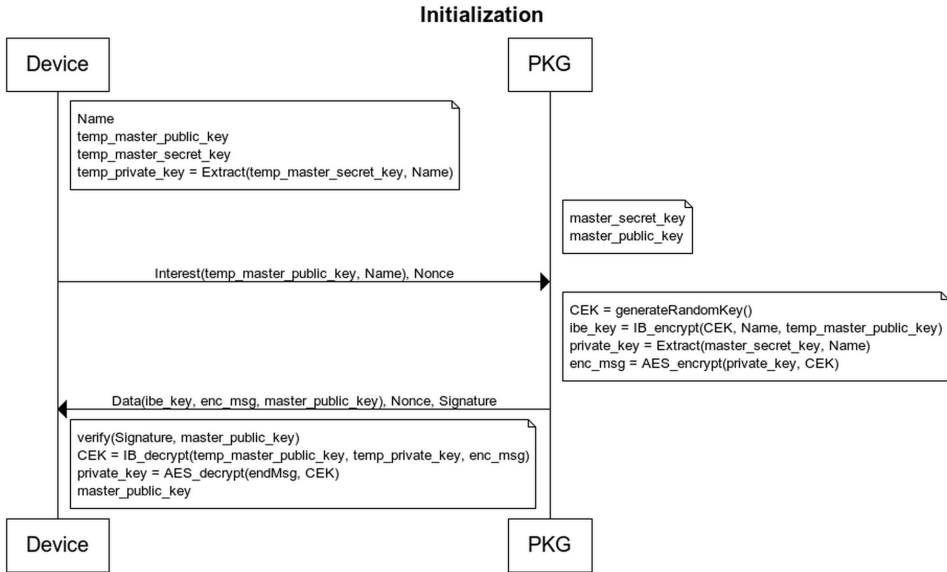 Initialization
Device
PKG
Name
temp_master_public_key
temp_master_secret_key
temp_private_key = Extract(temp_master_secret_key, Name)
master_secret_key
master_public_key
Interest(temp_master_public_key, Name), Nonce
CEK = generateRandomKey()
ibe_key = IB_encrypt(CEK, Name, temp_master_public_key)
private_key = Extract(master_secret_key, Name)
enc_msg = AES_encrypt(private_key, CEK)
Data(ibe_key, enc_msg, master_public_key), Nonce, Signature
verify(Signature, master_public_key)
CEK = IB_decrypt(temp_master_public_key, temp_private_key, enc_msg)
private_key = AES_decrypt(endMsg, CEK)
master_public_key
Device
PKG